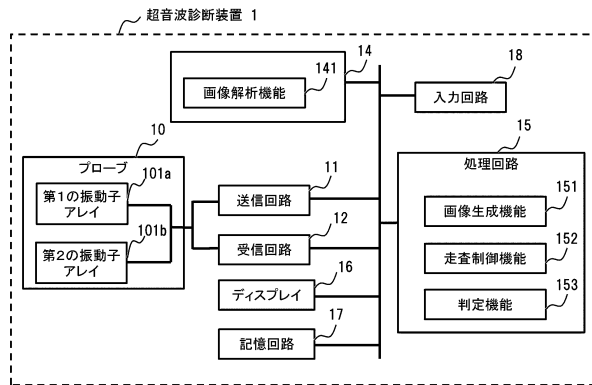 超音波診断装置 1
14
141
画像解析機能
18
入力回路
10
プローブ
101a
第1の振動子
アレイ
101b
第2の振動子
アレイ
11
送信回路
12
受信回路
16
ディスプレイ
17
記憶回路
15
処理回路
151
画像生成機能
152
走査制御機能
153
判定機能